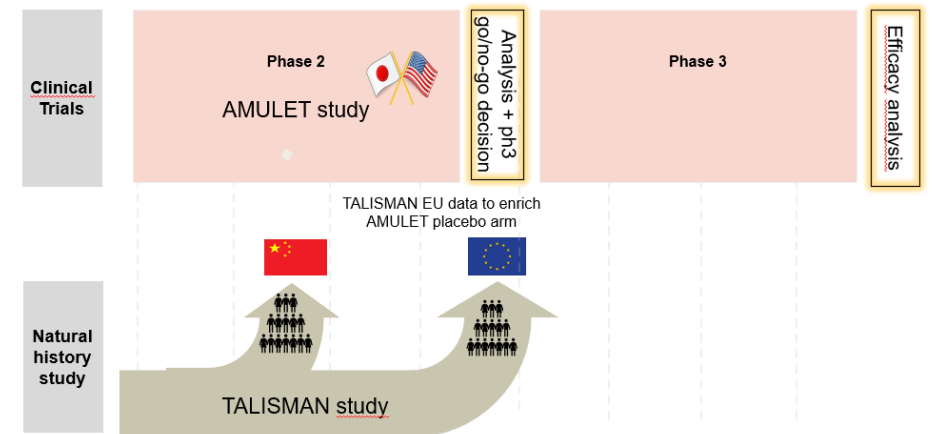 Clinical
Trials
Phase 2
AMULET study
Analysis + ph3
go/no-go decision
Phase 3
Efficacy analysis
TALISMAN EU data to enrich
AMULET placebo arm
Natural
history
study
TALISMAN study